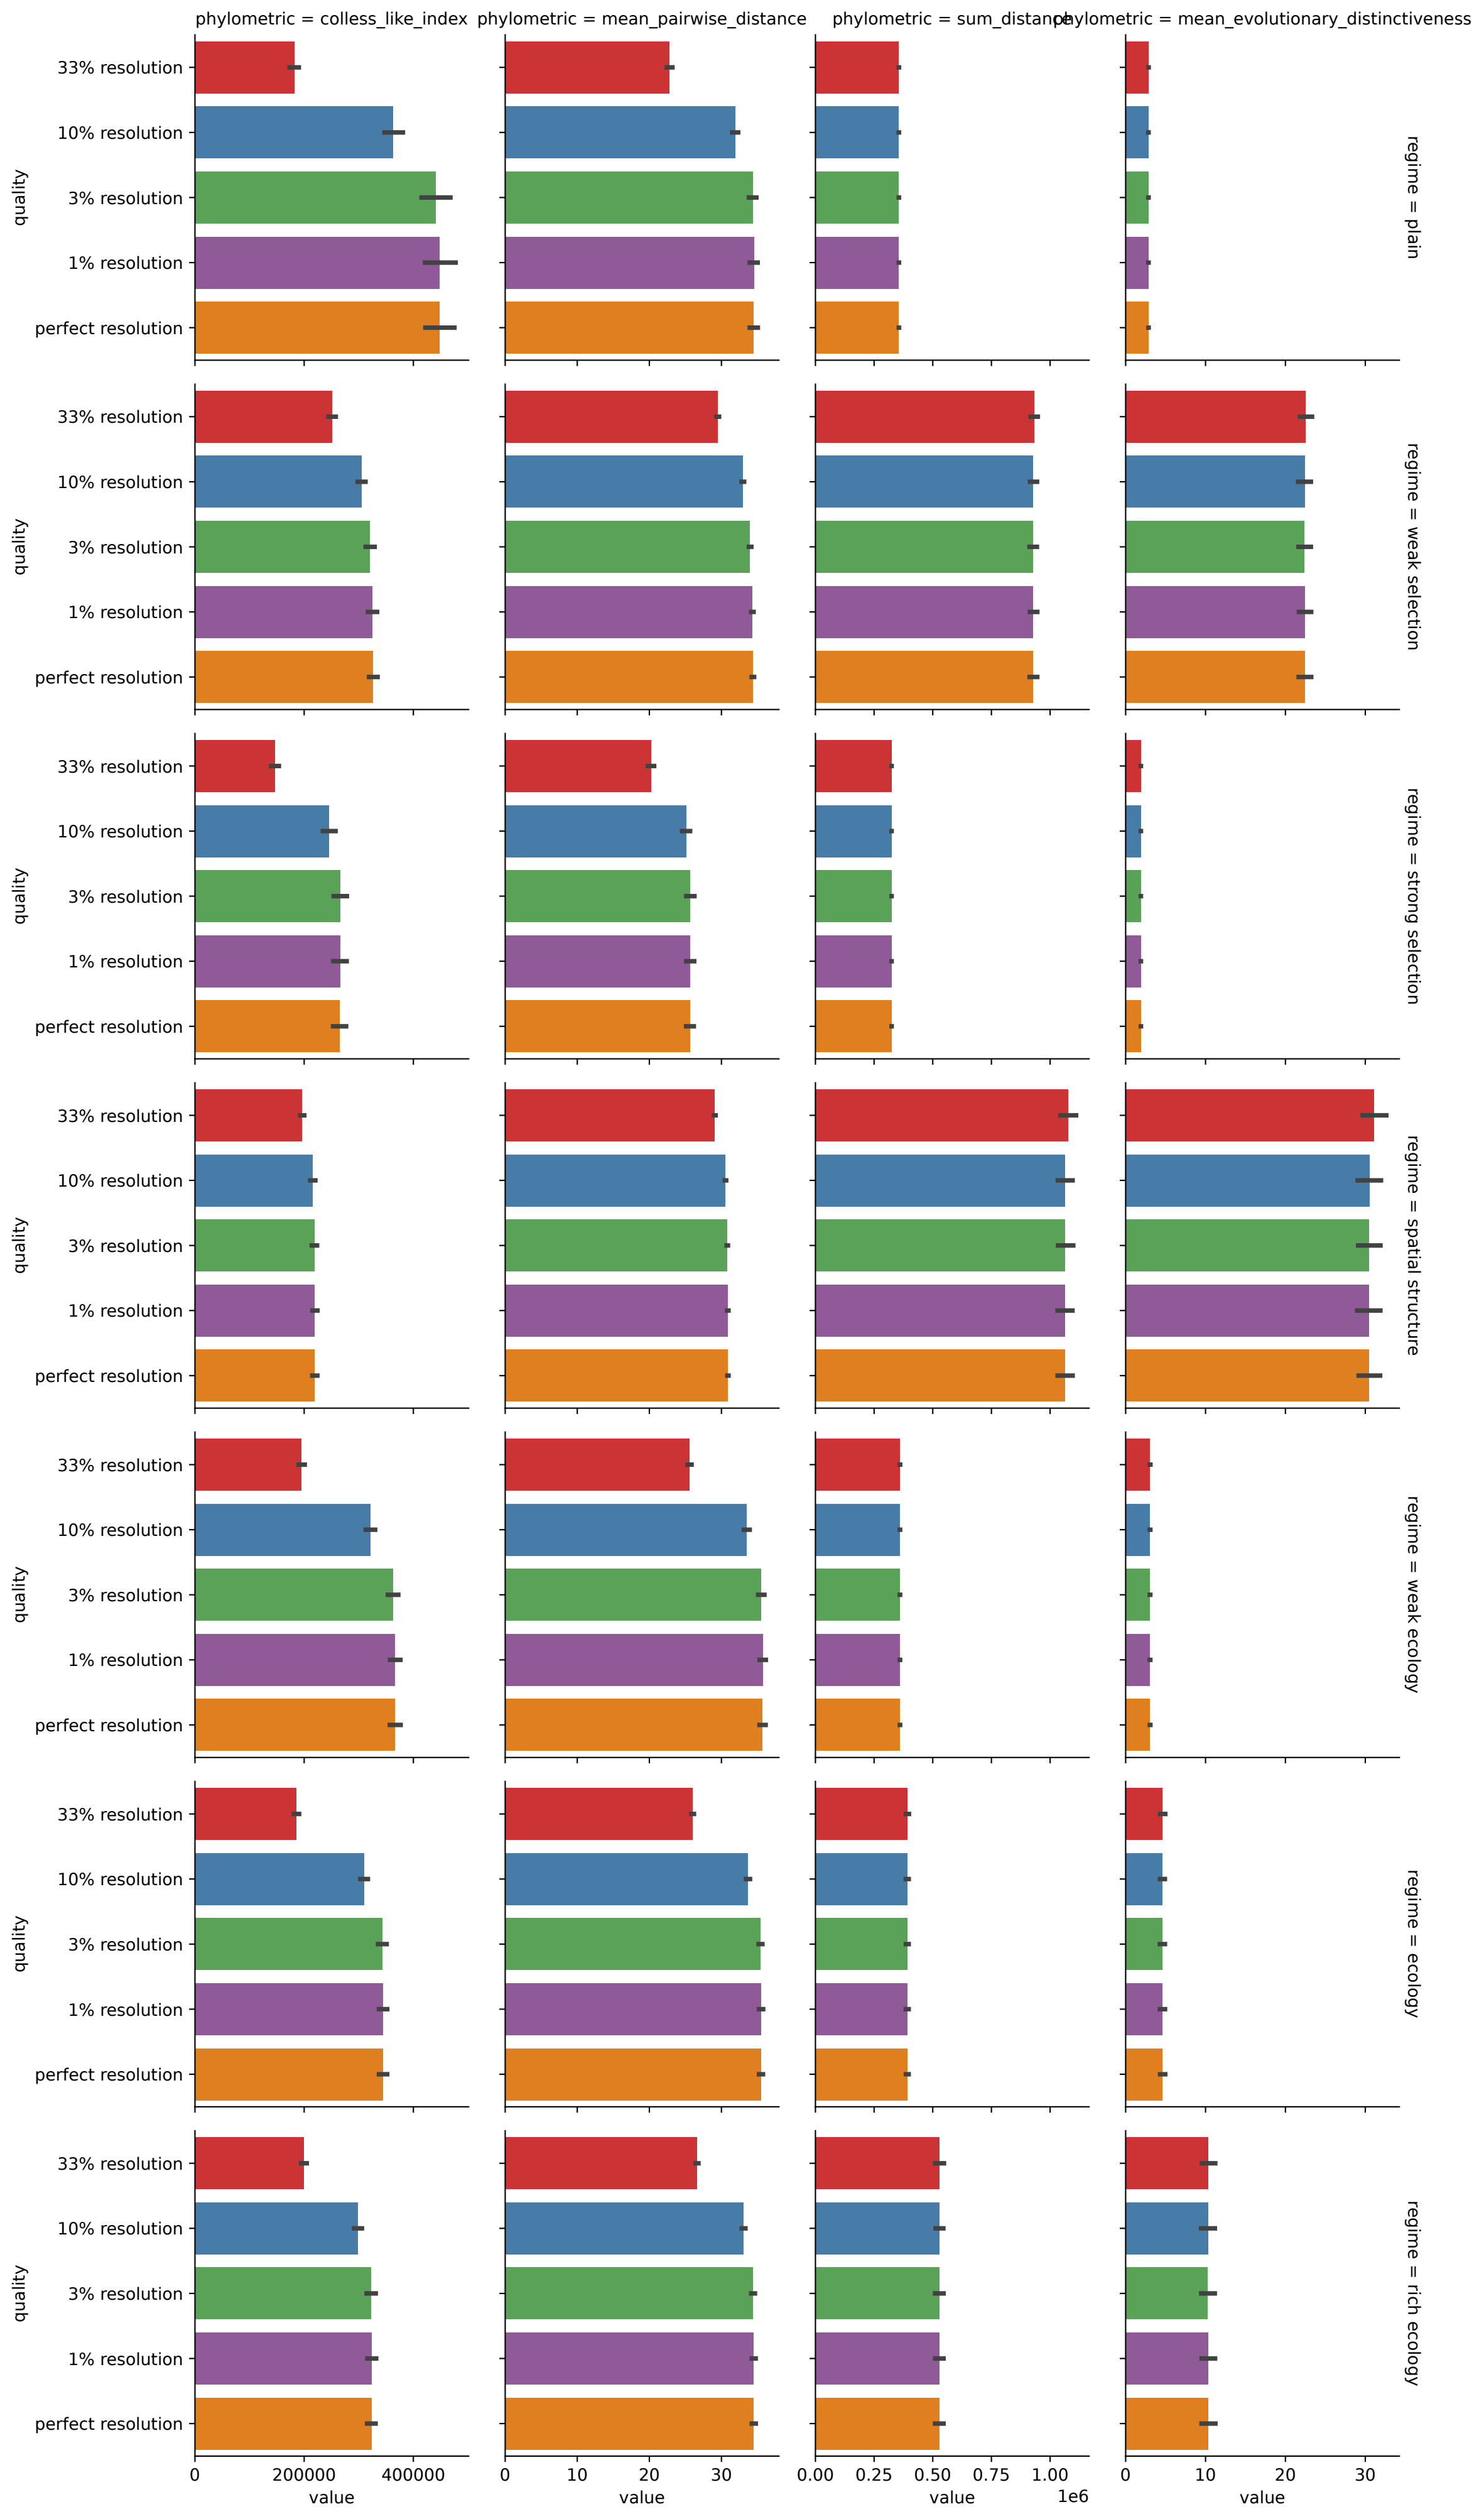 phylometric = colless_like_index
phylometric = mean_pairwise_distance
phylometric = sum_distance
phylometric = mean_evolutionary_distinctiveness
quality
33% resolution
10% resolution
3% resolution
1% resolution
perfect resolution
regime = plain
quality
33% resolution
10% resolution
3% resolution
1% resolution
perfect resolution
regime = weak selection
quality
33% resolution
10% resolution
3% resolution
1% resolution
perfect resolution
regime = strong selection
quality
33% resolution
10% resolution
3% resolution
1% resolution
perfect resolution
regime = spatial structure
quality
33% resolution
10% resolution
3% resolution
1% resolution
perfect resolution
regime = weak ecology
quality
33% resolution
10% resolution
3% resolution
1% resolution
perfect resolution
regime = ecology
quality
33% resolution
10% resolution
3% resolution
1% resolution
perfect resolution
regime = rich ecology
0 200000 400000
value
0 10 20 30
value
0.00 0.25 0.50 0.75 1.00
1e6
value
0 10 20 30
value